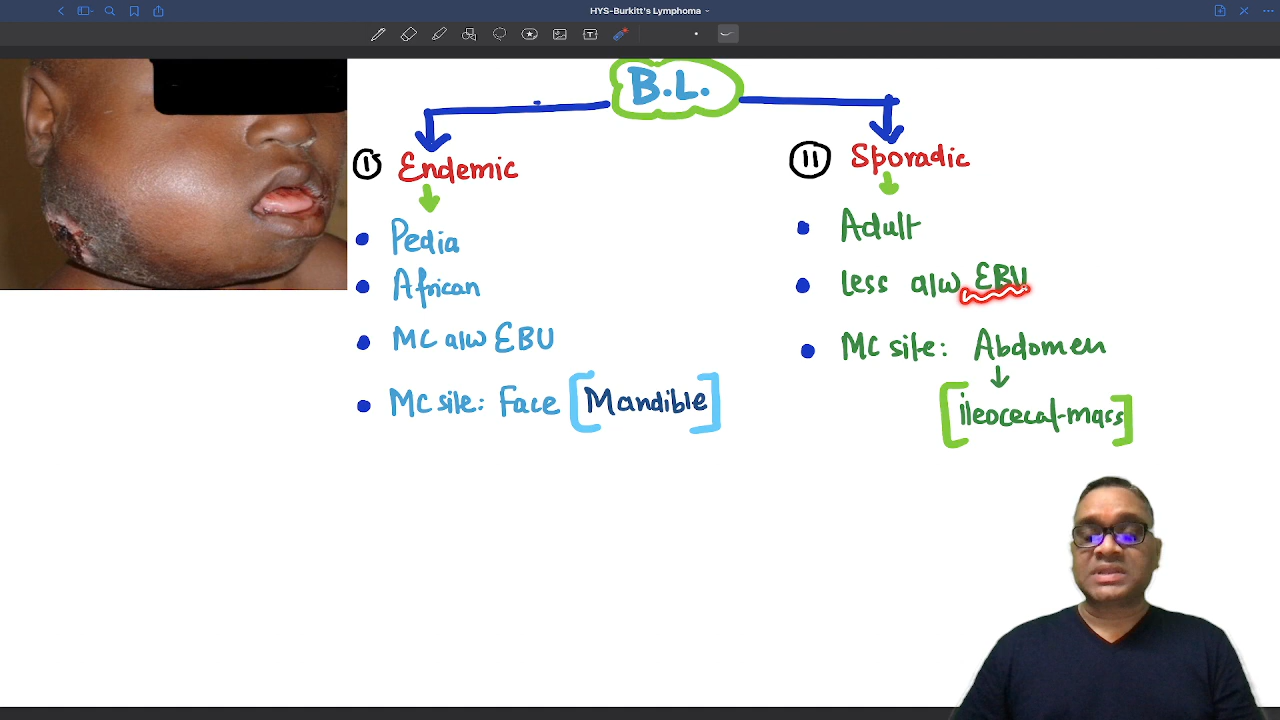 HYS-Burkitt's Lymphoma
B.L.
I Endemic
Pedia
African
MC a/w EBV
MC site: Face [Mandible]
II Sporadic
Adult
less a/w EBV
MC site: Abdomen
[ileocecal-mass]